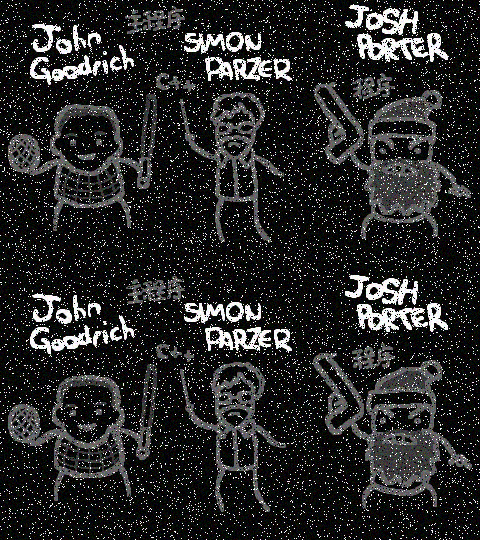 主程序
John
Goodrich
SIMON
PARZER
JOSH
PORTER
C++
程序
主程序
John
Goodrich
SIMON
PARZER
JOSH
PORTER
C++
程序